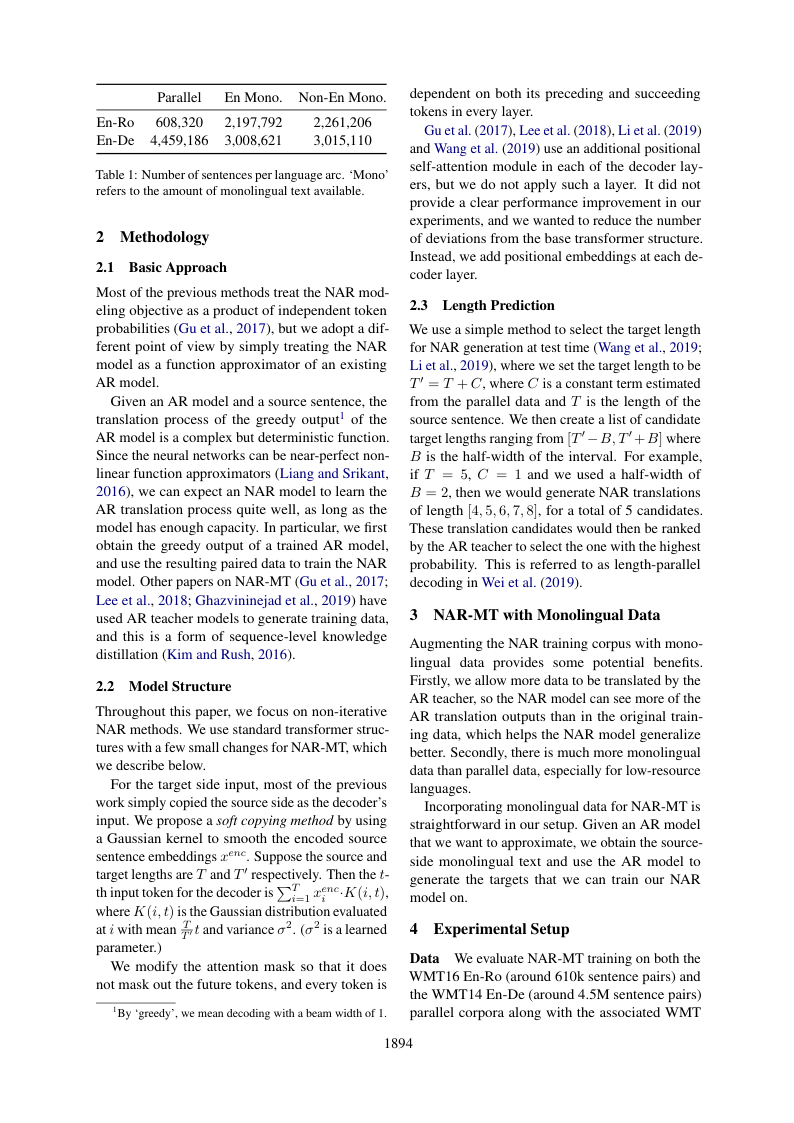 Parallel En Mono. Non-En Mono.
En-Ro 608,320 2,197,792 2,261,206
En-De 4,459,186 3,008,621 3,015,110
Table 1: Number of sentences per language arc. ‘Mono’
refers to the amount of monolingual text available.
2 Methodology
2.1 Basic Approach
Most of the previous methods treat the NAR mod-
eling objective as a product of independent token
probabilities (Gu et al., 2017), but we adopt a dif-
ferent point of view by simply treating the NAR
model as a function approximator of an existing
AR model.
Given an AR model and a source sentence, the
translation process of the greedy output1 of the
AR model is a complex but deterministic function.
Since the neural networks can be near-perfect non-
linear function approximators (Liang and Srikant,
2016), we can expect an NAR model to learn the
AR translation process quite well, as long as the
model has enough capacity. In particular, we first
obtain the greedy output of a trained AR model,
and use the resulting paired data to train the NAR
model. Other papers on NAR-MT (Gu et al., 2017;
Lee et al., 2018; Ghazvininejad et al., 2019) have
used AR teacher models to generate training data,
and this is a form of sequence-level knowledge
distillation (Kim and Rush, 2016).
2.2 Model Structure
Throughout this paper, we focus on non-iterative
NAR methods. We use standard transformer struc-
tures with a few small changes for NAR-MT, which
we describe below.
For the target side input, most of the previous
work simply copied the source side as the decoder’s
input. We propose a soft copying method by using
a Gaussian kernel to smooth the encoded source
sentence embeddings x^enc. Suppose the source and
target lengths are T and T′ respectively. Then the t-
th input token for the decoder is ∑_{i=1}^{T} x_i^enc · K(i, t),
where K(i, t) is the Gaussian distribution evaluated
at i with mean T/T′ t and variance σ². (σ² is a learned
parameter.)
We modify the attention mask so that it does
not mask out the future tokens, and every token is
1By ‘greedy’, we mean decoding with a beam width of 1.
dependent on both its preceding and succeeding
tokens in every layer.
Gu et al. (2017), Lee et al. (2018), Li et al. (2019)
and Wang et al. (2019) use an additional positional
self-attention module in each of the decoder lay-
ers, but we do not apply such a layer. It did not
provide a clear performance improvement in our
experiments, and we wanted to reduce the number
of deviations from the base transformer structure.
Instead, we add positional embeddings at each de-
coder layer.
2.3 Length Prediction
We use a simple method to select the target length
for NAR generation at test time (Wang et al., 2019;
Li et al., 2019), where we set the target length to be
T′ = T + C, where C is a constant term estimated
from the parallel data and T is the length of the
source sentence. We then create a list of candidate
target lengths ranging from [T′ − B, T′ + B] where
B is the half-width of the interval. For example,
if T = 5, C = 1 and we used a half-width of
B = 2, then we would generate NAR translations
of length [4, 5, 6, 7, 8], for a total of 5 candidates.
These translation candidates would then be ranked
by the AR teacher to select the one with the highest
probability. This is referred to as length-parallel
decoding in Wei et al. (2019).
3 NAR-MT with Monolingual Data
Augmenting the NAR training corpus with mono-
lingual data provides some potential benefits.
Firstly, we allow more data to be translated by the
AR teacher, so the NAR model can see more of the
AR translation outputs than in the original train-
ing data, which helps the NAR model generalize
better. Secondly, there is much more monolingual
data than parallel data, especially for low-resource
languages.
Incorporating monolingual data for NAR-MT is
straightforward in our setup. Given an AR model
that we want to approximate, we obtain the source-
side monolingual text and use the AR model to
generate the targets that we can train our NAR
model on.
4 Experimental Setup
Data We evaluate NAR-MT training on both the
WMT16 En-Ro (around 610k sentence pairs) and
the WMT14 En-De (around 4.5M sentence pairs)
parallel corpora along with the associated WMT
1894